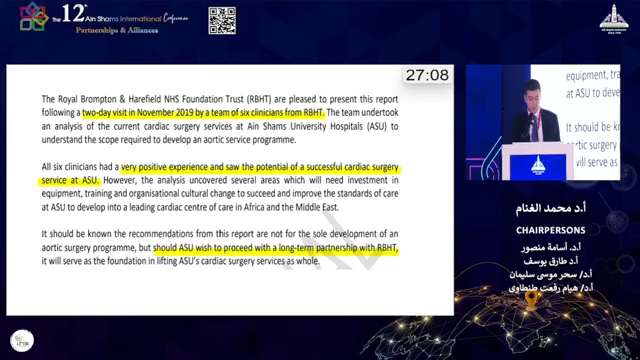 The 12th Ain Shams International Conference
Partnerships & Alliances
27:08
The Royal Brompton & Harefield NHS Foundation Trust (RBHT) are pleased to present this report
following a two-day visit in November 2019 by a team of six clinicians from RBHT. The team undertook
an analysis of the current cardiac surgery services at Ain Shams University Hospitals (ASU) to
understand the scope required to develop an aortic service programme.
All six clinicians had a very positive experience and saw the potential of a successful cardiac surgery
service at ASU. However, the analysis uncovered several areas which will need investment in
equipment, training and organisational cultural change to succeed and improve the standards of care
at ASU to develop into a leading cardiac centre of care in Africa and the Middle East.
It should be known the recommendations from this report are not for the sole development of an
aortic surgery programme, but should ASU wish to proceed with a long-term partnership with RBHT,
it will serve as the foundation in lifting ASU's cardiac surgery services as whole.
equipment, tra
at ASU to deve
It should be
aortic surgery
will serve as
أ.د محمد الغنام
CHAIRPERSONS
أ.د. أسامة منصور
أ.د طارق يوسف
أ.د/ سحر موسى سليمان
أ.د/ هيام رفعت طنطاوي